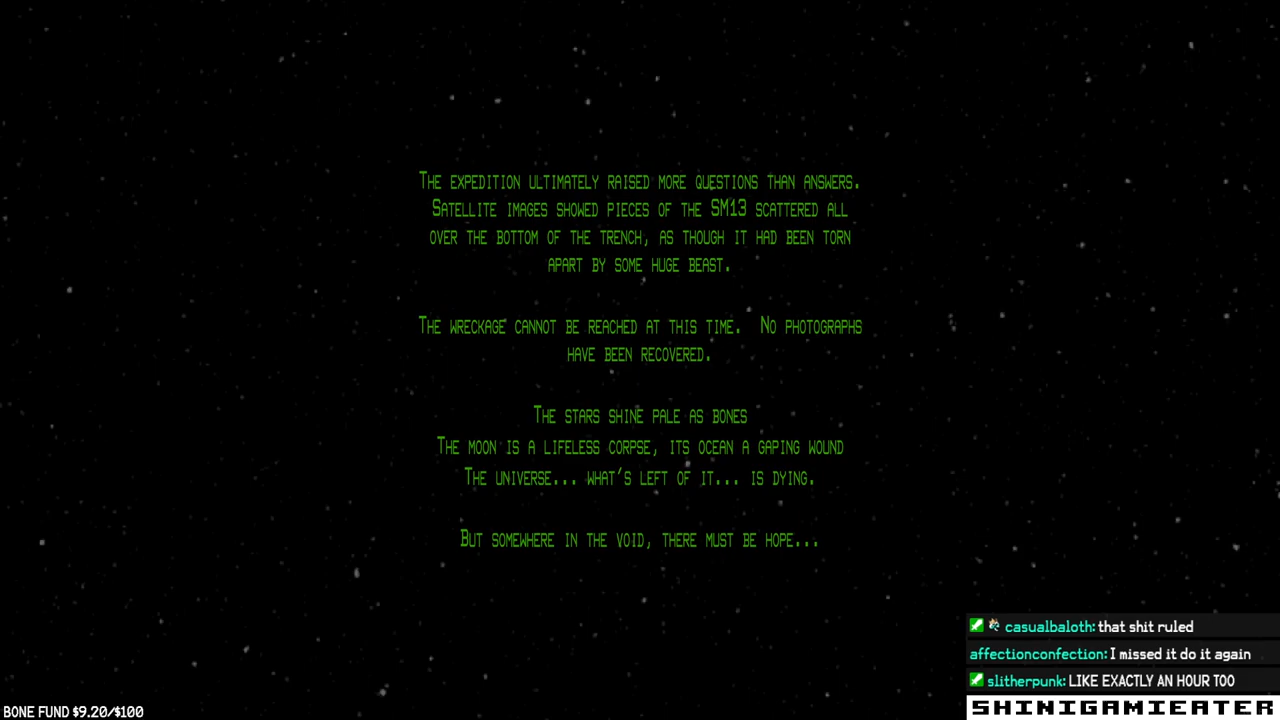 The expedition ultimately raised more questions than answers.
Satellite images showed pieces of the SM13 scattered all
over the bottom of the trench, as though it had been torn
apart by some huge beast.
The wreckage cannot be reached at this time. No photographs
have been recovered.
The stars shine pale as bones
The moon is a lifeless corpse, its ocean a gaping wound
The universe... what's left of it... is dying.
But somewhere in the void, there must be hope...
casualbaloth: that shit ruled
affectionconfection: I missed it do it again
slitherpunk: LIKE EXACTLY AN HOUR TOO
SHINIGAMIEATER
BONE FUND $9.20/$100